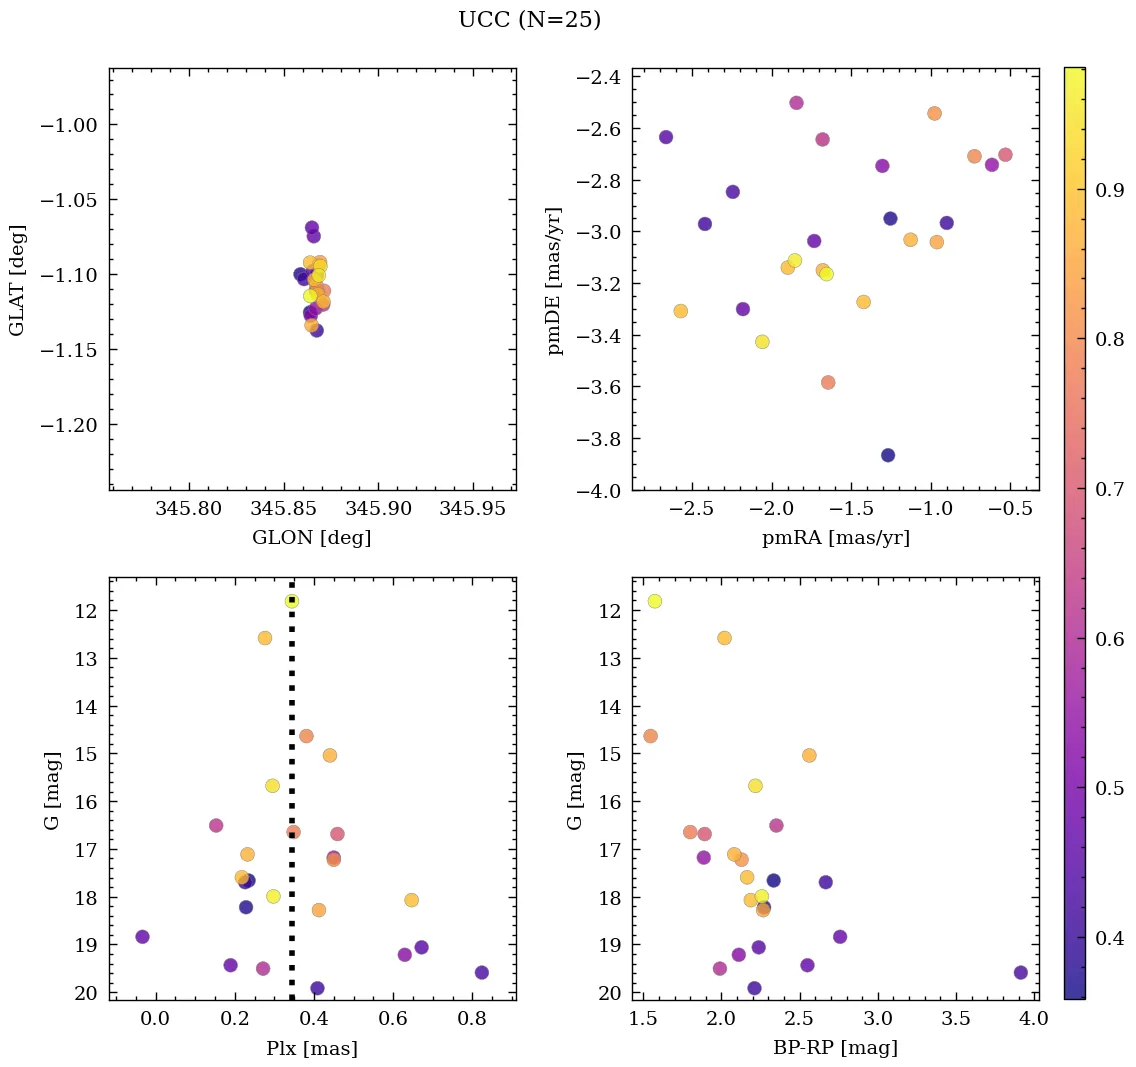 UCC (N=25)
−1.00
−1.05
−1.10
−1.15
−1.20
GLAT [deg]
345.80 345.85 345.90 345.95
GLON [deg]
−2.4
−2.6
−2.8
−3.0
−3.2
−3.4
−3.6
−3.8
−4.0
pmDE [mas/yr]
−2.5 −2.0 −1.5 −1.0 −0.5
pmRA [mas/yr]
0.9
0.8
0.7
0.6
0.5
0.4
12
13
14
15
16
17
18
19
20
G [mag]
0.0 0.2 0.4 0.6 0.8
Plx [mas]
12
13
14
15
16
17
18
19
20
G [mag]
1.5 2.0 2.5 3.0 3.5 4.0
BP-RP [mag]